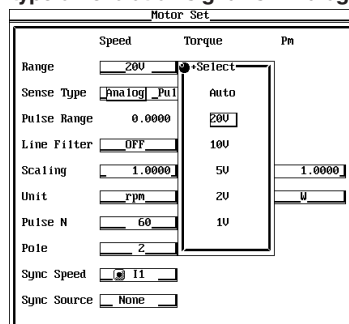 Motor Set
Speed Torque Pm
Range 20V +Select
Sense Type Analog Pul Auto
Pulse Range 0.0000 20V
Line Filter OFF 10V
Scaling 1.0000 5V 1.0000
Unit rpm 2V W
Pulse N 60 1V
Pole 2
Sync Speed I1
Sync Source None